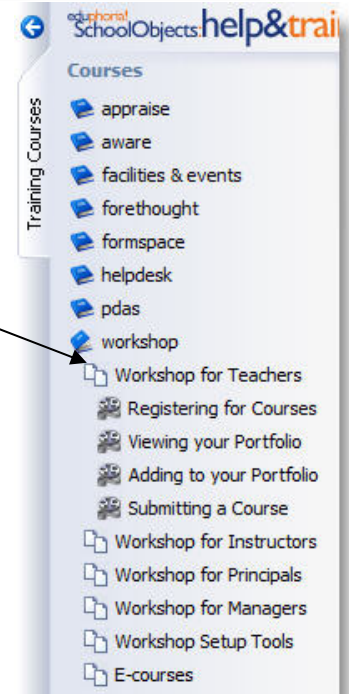 eduphoria!
SchoolObjects:help&trai
Courses
Training Courses
appraise
aware
facilities & events
forethought
formspace
helpdesk
pdas
workshop
Workshop for Teachers
Registering for Courses
Viewing your Portfolio
Adding to your Portfolio
Submitting a Course
Workshop for Instructors
Workshop for Principals
Workshop for Managers
Workshop Setup Tools
E-courses